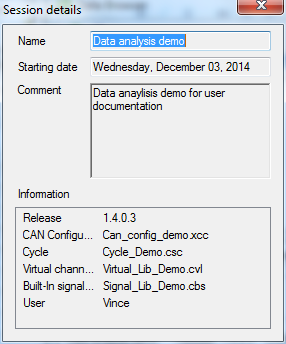 Session details
Name Data analysis demo
Starting date Wednesday, December 03, 2014
Comment Data anaylisis demo for user
documentation
Information
Release 1.4.0.3
CAN Configu... Can_config_demo.xcc
Cycle Cycle_Demo.csc
Virtual chann... Virtual_Lib_Demo.cvl
Built-In signal... Signal_Lib_Demo.cbs
User Vince